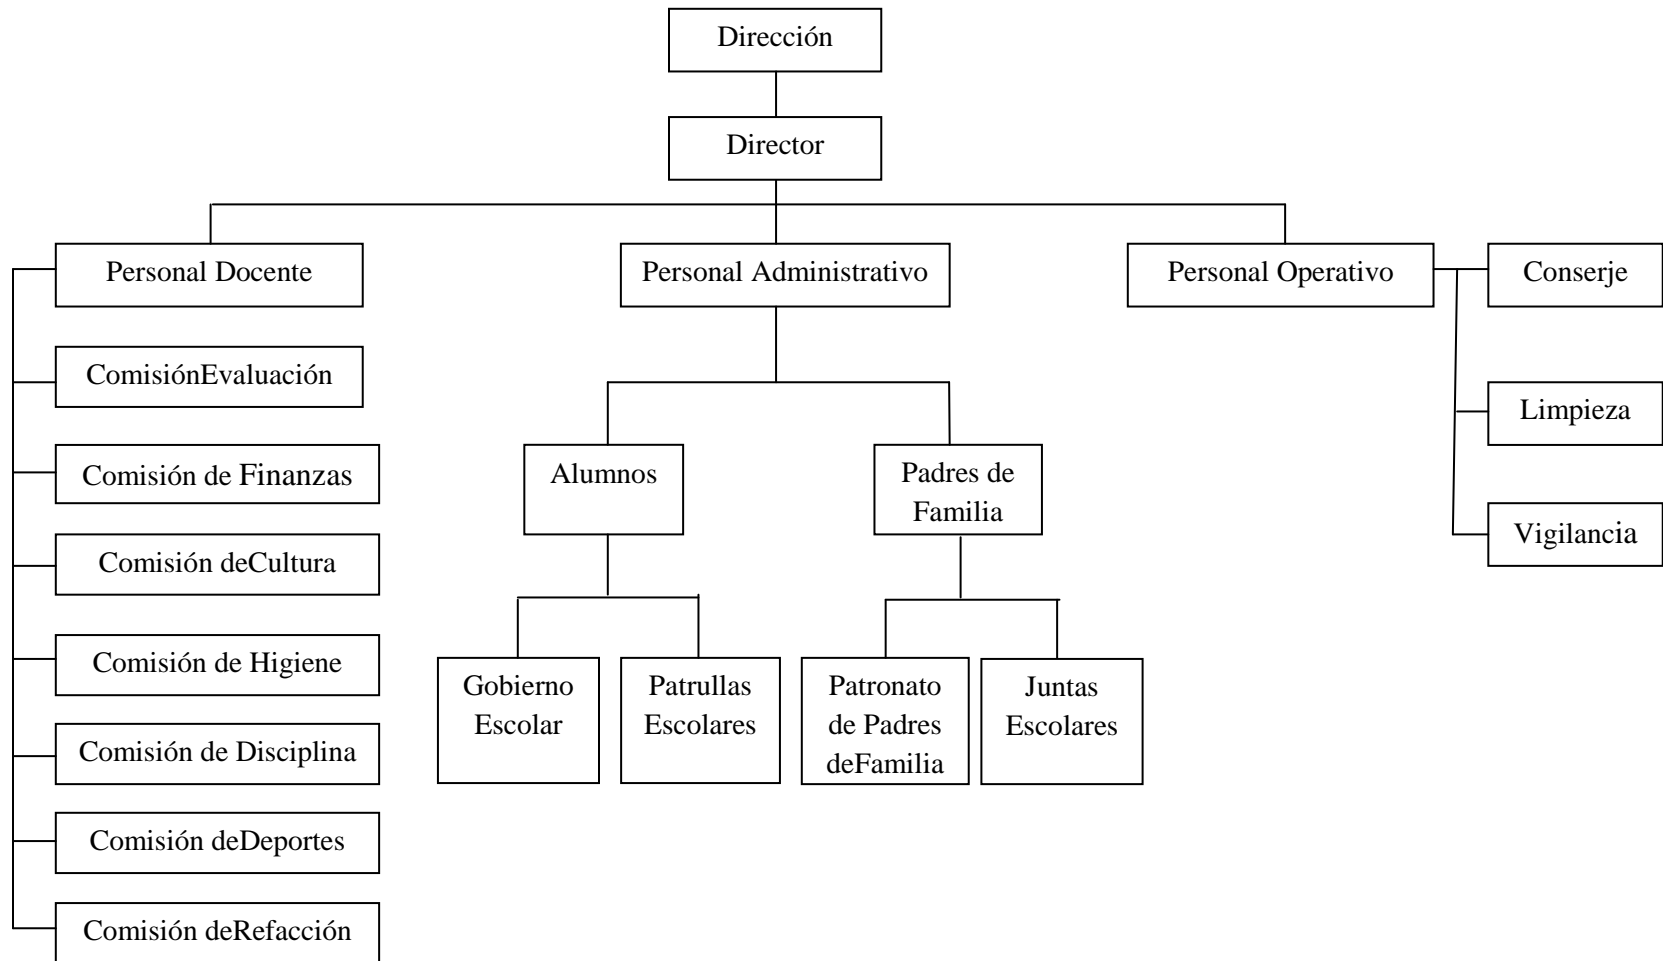 Dirección
Director
Personal Docente
Personal Administrativo
Personal Operativo
Conserje
ComisiónEvaluación
Limpieza
Comisión de Finanzas
Alumnos
Padres de
Familia
Vigilancia
Comisión deCultura
Comisión de Higiene
Gobierno
Escolar
Patrullas
Escolares
Patronato
de Padres
deFamilia
Juntas
Escolares
Comisión de Disciplina
Comisión deDeportes
Comisión deRefacción